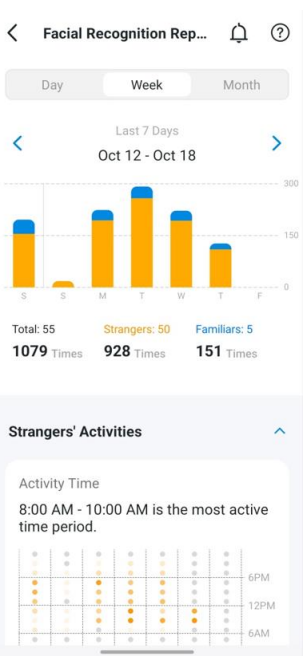 Facial Recognition Rep...
Day Week Month
Last 7 Days
Oct 12 - Oct 18
300
150
0
S S M T W T F
Total: 55 Strangers: 50 Familiars: 5
1079 Times 928 Times 151 Times
Strangers' Activities
Activity Time
8:00 AM - 10:00 AM is the most active
time period.
6PM
12PM
6AM